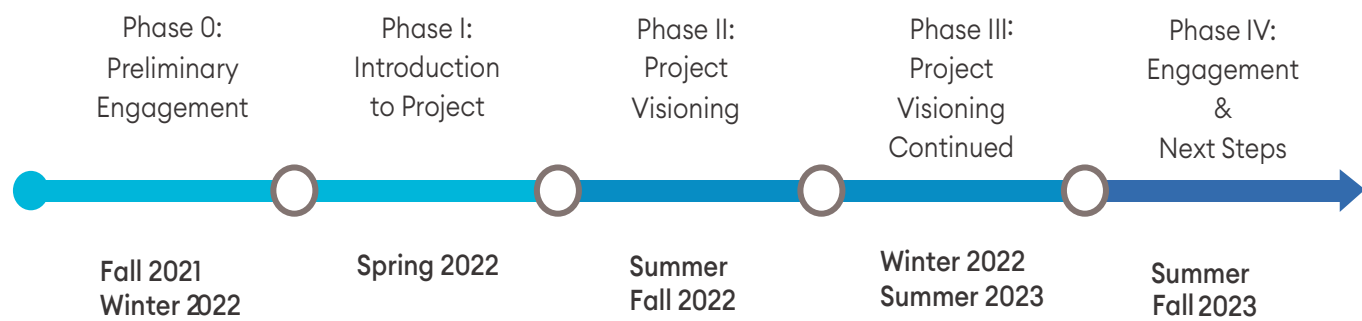 Phase 0:
Preliminary
Engagement
Phase I:
Introduction
to Project
Phase II:
Project
Visioning
Phase III:
Project
Visioning
Continued
Phase IV:
Engagement
&
Next Steps
Fall 2021
Winter 2022
Spring 2022
Summer
Fall 2022
Winter 2022
Summer 2023
Summer
Fall 2023